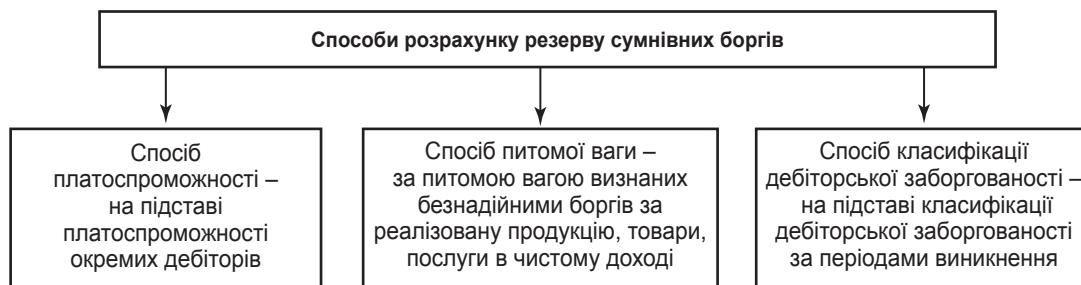 Способи розрахунку резерву сумнівних боргів
Спосіб
платоспроможності –
на підставі
платоспроможності
окремих дебіторів
Спосіб питомої ваги –
за питомою вагою визнаних
безнадійними боргів за
реалізовану продукцію, товари,
послуги в чистому доході
Спосіб класифікації
дебіторської заборгованості –
на підставі класифікації
дебіторської заборгованості
за періодами виникнення